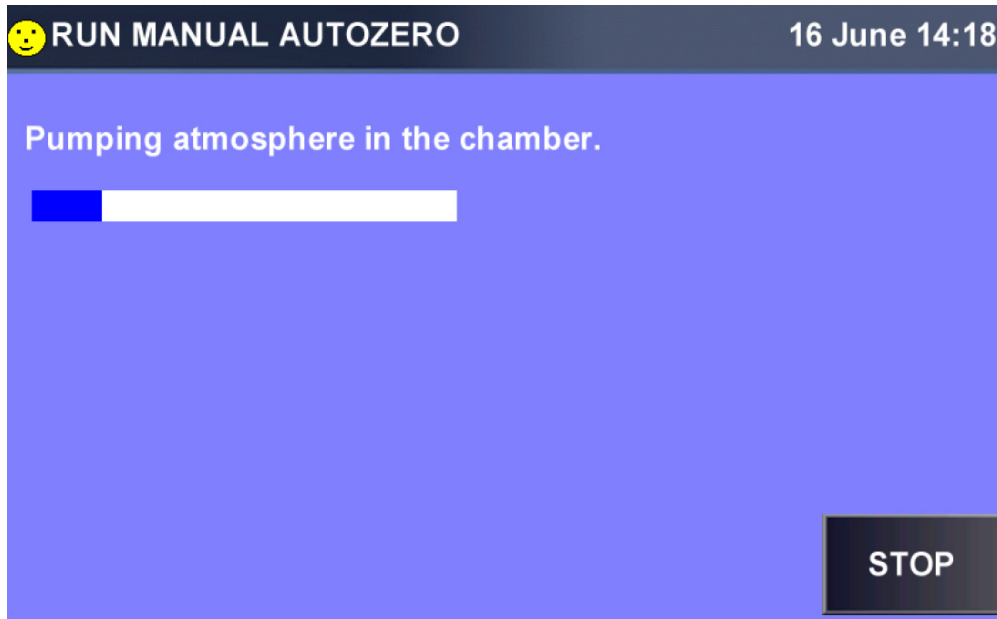 RUN MANUAL AUTOZERO 16 June 14:18
Pumping atmosphere in the chamber.
STOP